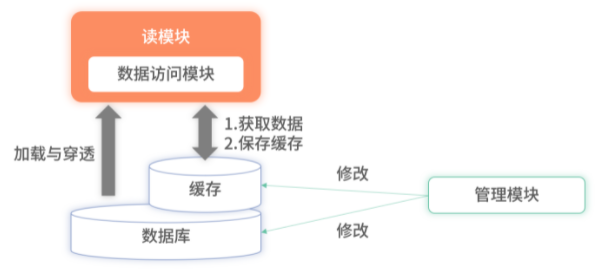 读模块
数据访问模块
1.获取数据
2.保存缓存
加载与穿透
修改
缓存
管理模块
修改
数据库